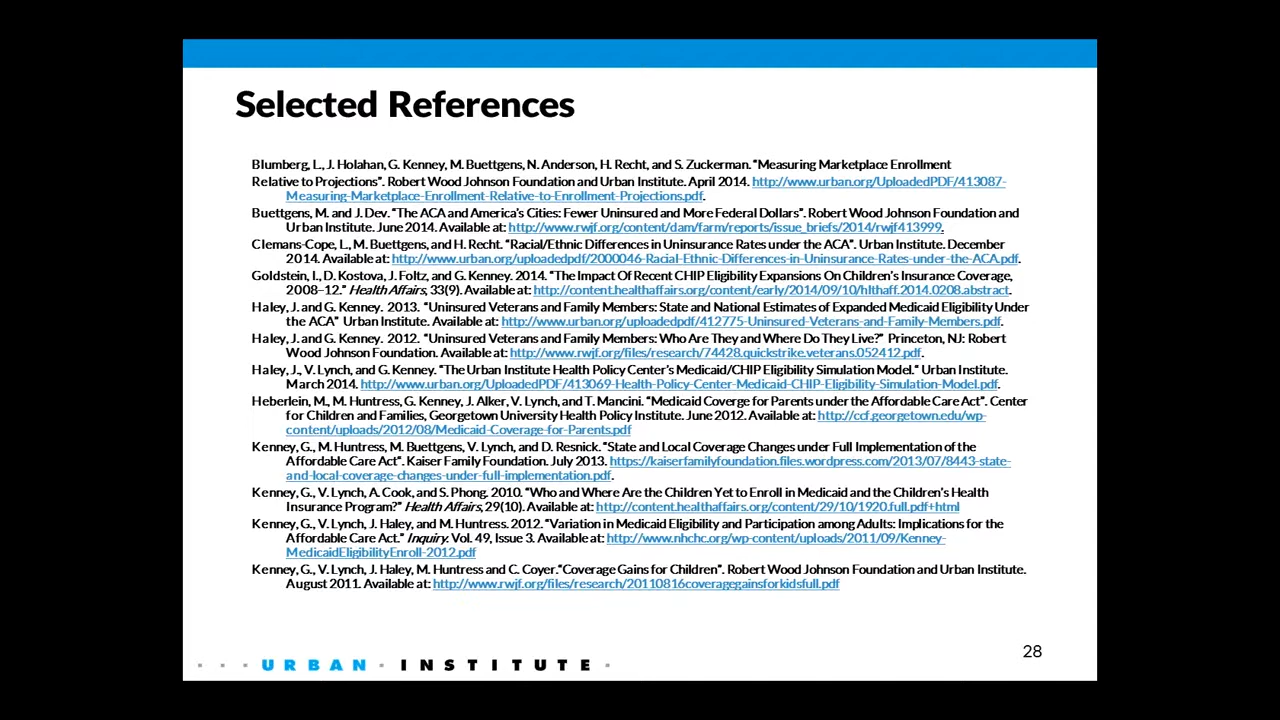 Selected References
Blumberg, L., J. Holahan, G. Kenney, M. Buettgens, N. Anderson, H. Recht, and S. Zuckerman. "Measuring Marketplace Enrollment
Relative to Projections". Robert Wood Johnson Foundation and Urban Institute. April 2014. http://www.urban.org/UploadedPDF/413087-
Measuring-Marketplace-Enrollment-Relative-to-Enrollment-Projections.pdf.
Buettgens, M. and J. Dev. "The ACA and America's Cities: Fewer Uninsured and More Federal Dollars". Robert Wood Johnson Foundation and
Urban Institute. June 2014. Available at: http://www.rwjf.org/content/dam/farm/reports/issue_briefs/2014/rwjf413999.
Clemans-Cope, L., M. Buettgens, and H. Recht. "Racial/Ethnic Differences in Uninsurance Rates under the ACA". Urban Institute. December
2014. Available at: http://www.urban.org/uploadedpdf/2000046-Racial-Ethnic-Differences-in-Uninsurance-Rates-under-the-ACA.pdf.
Goldstein, I., D. Kostova, J. Foltz, and G. Kenney. 2014. "The Impact Of Recent CHIP Eligibility Expansions On Children's Insurance Coverage,
2008–12." Health Affairs, 33(9). Available at: http://content.healthaffairs.org/content/early/2014/09/10/hlthaff.2014.0208.abstract.
Haley, J. and G. Kenney. 2013. "Uninsured Veterans and Family Members: State and National Estimates of Expanded Medicaid Eligibility Under
the ACA" Urban Institute. Available at: http://www.urban.org/uploadedpdf/412775-Uninsured-Veterans-and-Family-Members.pdf.
Haley, J. and G. Kenney. 2012. "Uninsured Veterans and Family Members: Who Are They and Where Do They Live?" Princeton, NJ: Robert
Wood Johnson Foundation. Available at: http://www.rwjf.org/files/research/74428.quickstrike.veterans.052412.pdf.
Haley, J., V. Lynch, and G. Kenney. "The Urban Institute Health Policy Center's Medicaid/CHIP Eligibility Simulation Model." Urban Institute.
March 2014. http://www.urban.org/UploadedPDF/413069-Health-Policy-Center-Medicaid-CHIP-Eligibility-Simulation-Model.pdf.
Heberlein, M., M. Huntress, G. Kenney, J. Alker, V. Lynch, and T. Mancini. "Medicaid Coverge for Parents under the Affordable Care Act". Center
for Children and Families, Georgetown University Health Policy Institute. June 2012. Available at: http://ccf.georgetown.edu/wp-
content/uploads/2012/08/Medicaid-Coverage-for-Parents.pdf
Kenney, G., M. Huntress, M. Buettgens, V. Lynch, and D. Resnick. "State and Local Coverage Changes under Full Implementation of the
Affordable Care Act". Kaiser Family Foundation. July 2013. https://kaiserfamilyfoundation.files.wordpress.com/2013/07/8443-state-
and-local-coverage-changes-under-full-implementation.pdf.
Kenney, G., V. Lynch, A. Cook, and S. Phong. 2010. "Who and Where Are the Children Yet to Enroll in Medicaid and the Children's Health
Insurance Program?" Health Affairs, 29(10). Available at: http://content.healthaffairs.org/content/29/10/1920.full.pdf+html
Kenney, G., V. Lynch, J. Haley, and M. Huntress. 2012. "Variation in Medicaid Eligibility and Participation among Adults: Implications for the
Affordable Care Act." Inquiry. Vol. 49, Issue 3. Available at: http://www.nhchc.org/wp-content/uploads/2011/09/Kenney-
MedicaidEligibilityEnroll-2012.pdf
Kenney, G., V. Lynch, J. Haley, M. Huntress and C. Coyer."Coverage Gains for Children". Robert Wood Johnson Foundation and Urban Institute.
August 2011. Available at: http://www.rwjf.org/files/research/20110816coveragegainsforkidsfull.pdf
28
URBAN INSTITUTE